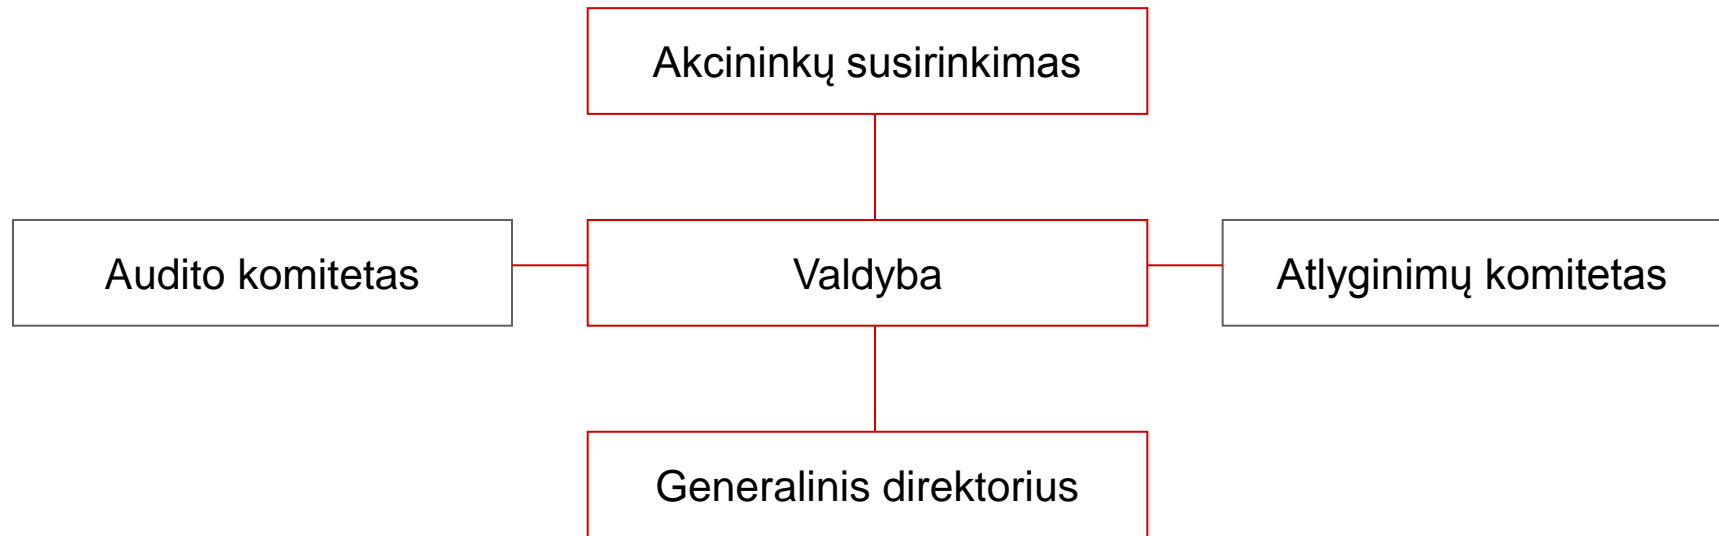 Akcininkų susirinkimas
Audito komitetas
Valdyba
Atlyginimų komitetas
Generalinis direktorius